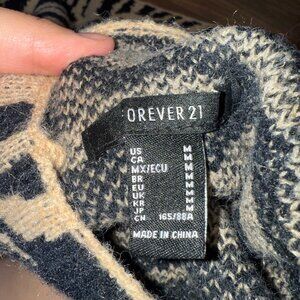 OREVER 21
US M
CA M
MX/ECU M
BR M
EU M
UK M
KR M
JP M
CN 165/88A
MADE IN CHINA